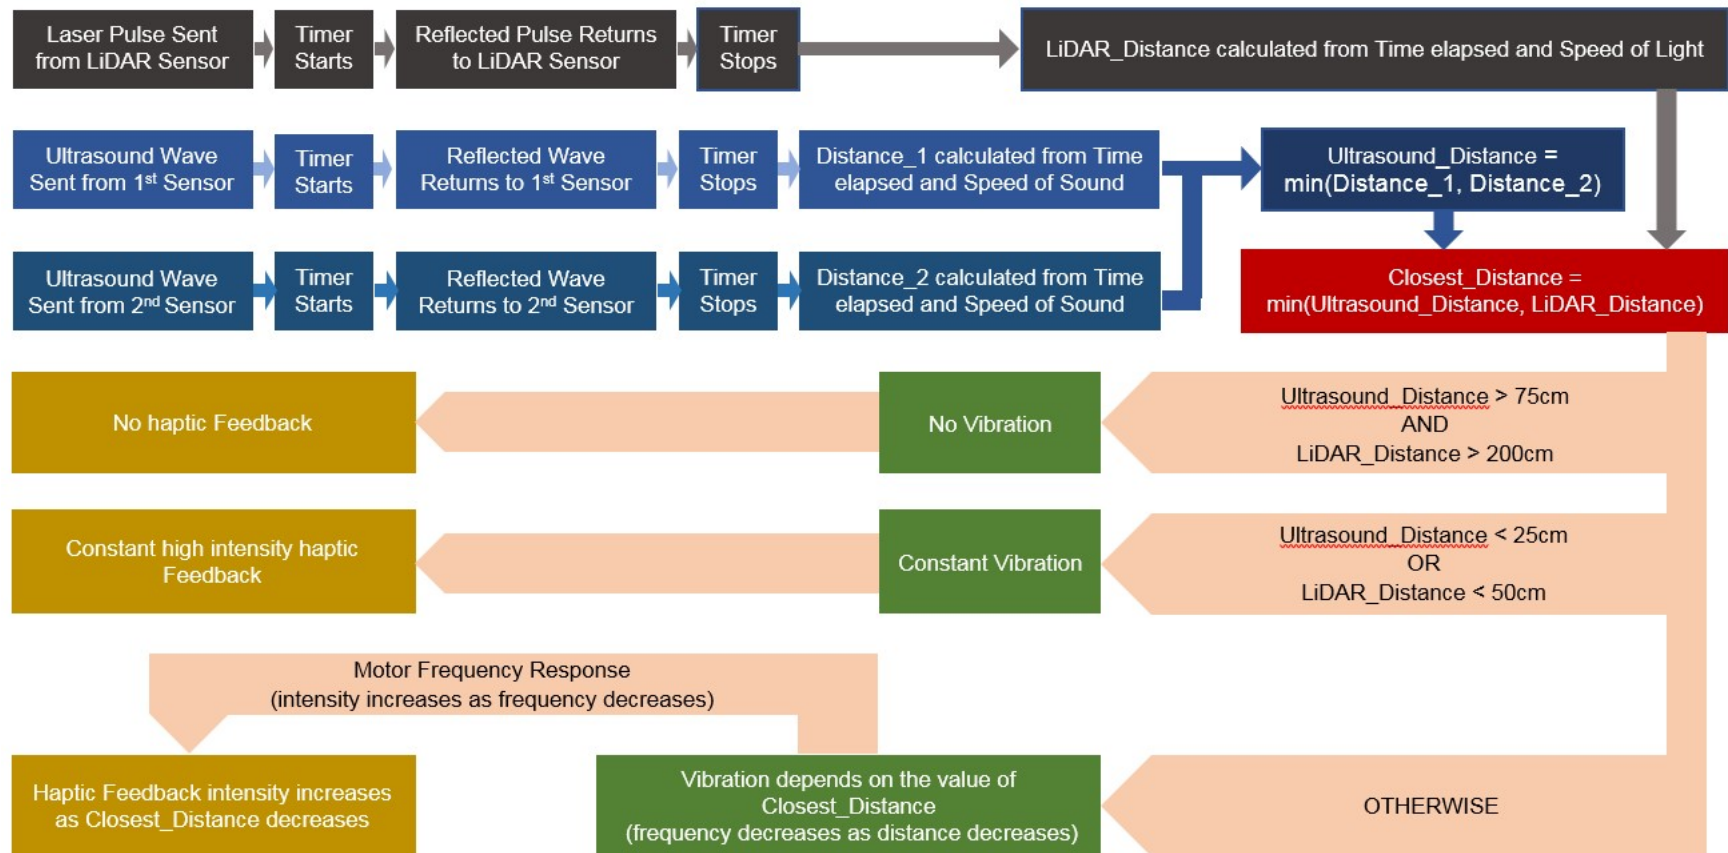 Laser Pulse Sent
from LiDAR Sensor
Timer
Starts
Reflected Pulse Returns
to LiDAR Sensor
Timer
Stops
LiDAR_Distance calculated from Time elapsed and Speed of Light
Ultrasound Wave
Sent from 1st Sensor
Timer
Starts
Reflected Wave
Returns to 1st Sensor
Timer
Stops
Distance_1 calculated from Time
elapsed and Speed of Sound
Ultrasound_Distance =
min(Distance_1, Distance_2)
Ultrasound Wave
Sent from 2nd Sensor
Timer
Starts
Reflected Wave
Returns to 2nd Sensor
Timer
Stops
Distance_2 calculated from Time
elapsed and Speed of Sound
Closest_Distance =
min(Ultrasound_Distance, LiDAR_Distance)
No haptic Feedback
No Vibration
Ultrasound_Distance > 75cm
AND
LiDAR_Distance > 200cm
Constant high intensity haptic
Feedback
Constant Vibration
Ultrasound_Distance < 25cm
OR
LiDAR_Distance < 50cm
Motor Frequency Response
(intensity increases as frequency decreases)
Haptic Feedback intensity increases
as Closest_Distance decreases
Vibration depends on the value of
Closest_Distance
(frequency decreases as distance decreases)
OTHERWISE